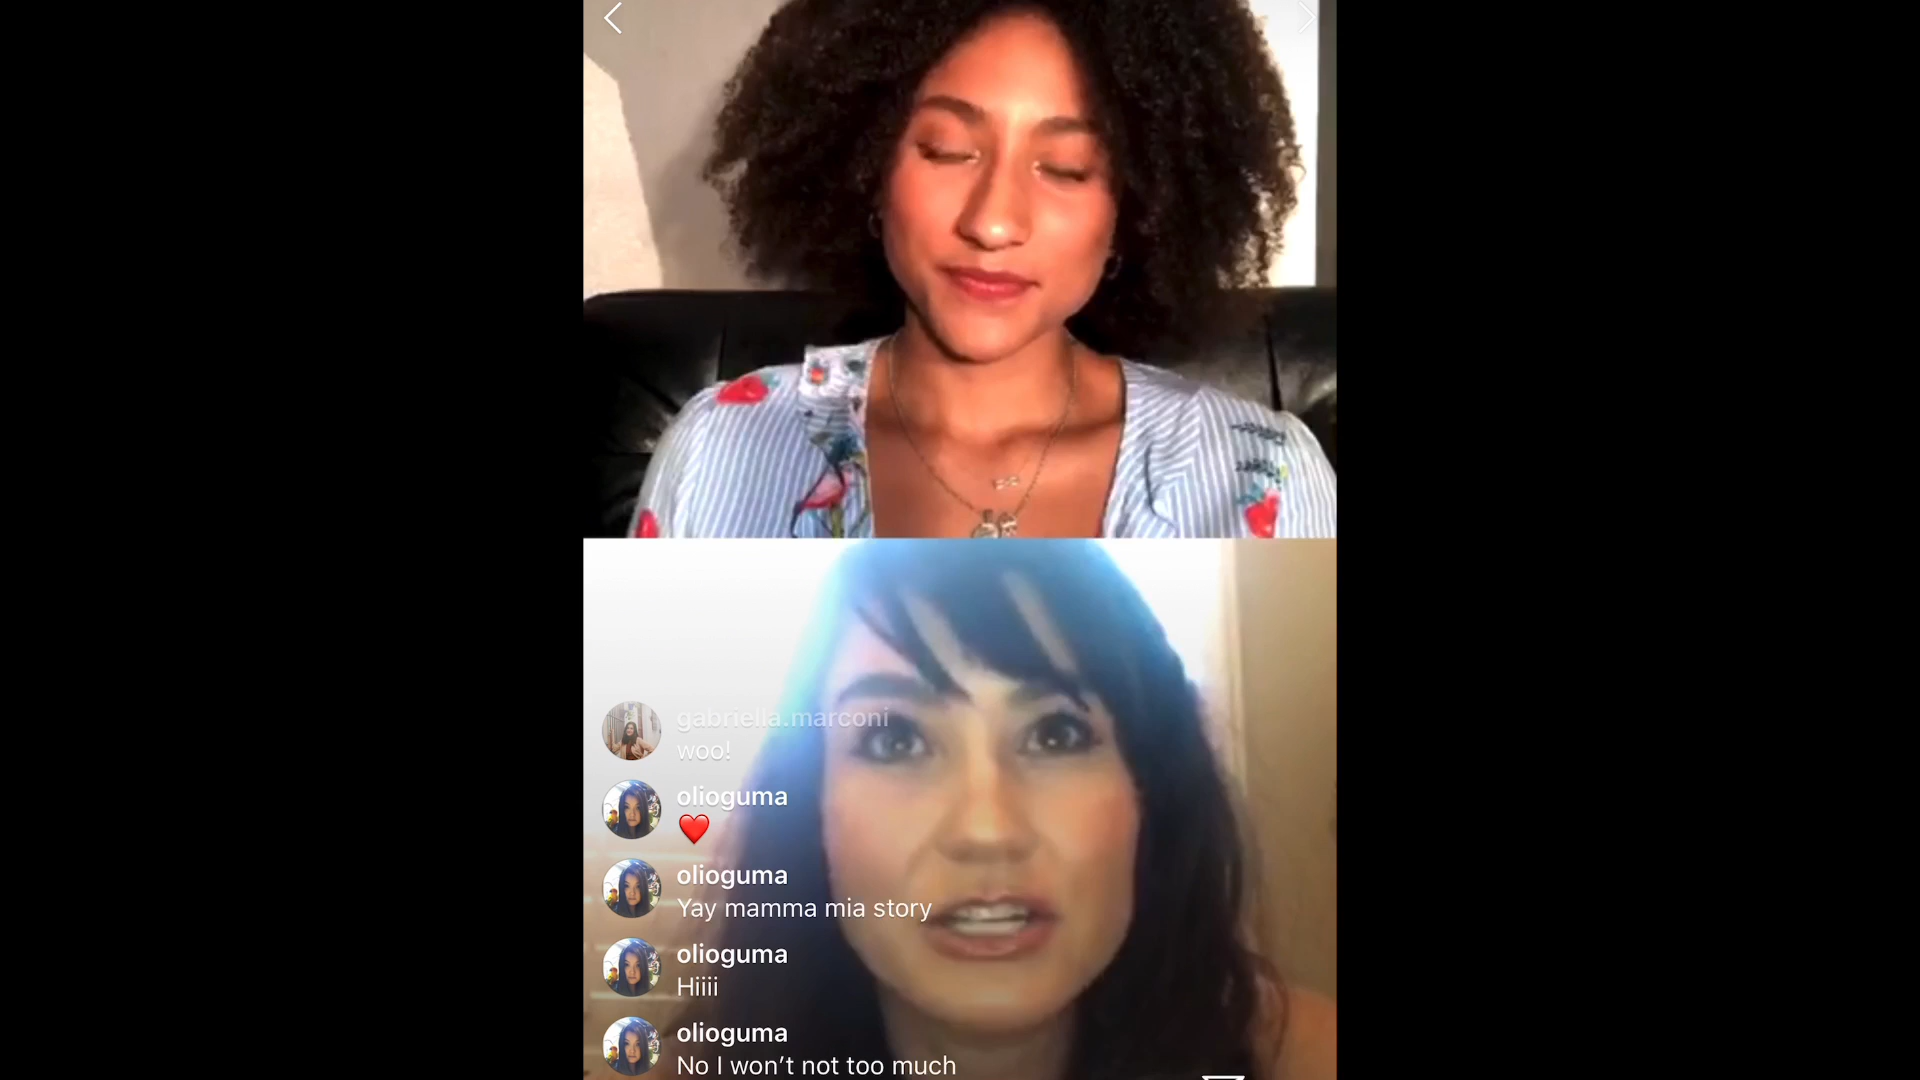 gabriella.marconi
woo!
olioguma
❤️
olioguma
Yay mamma mia story
olioguma
Hiiii
olioguma
No I won’t not too much